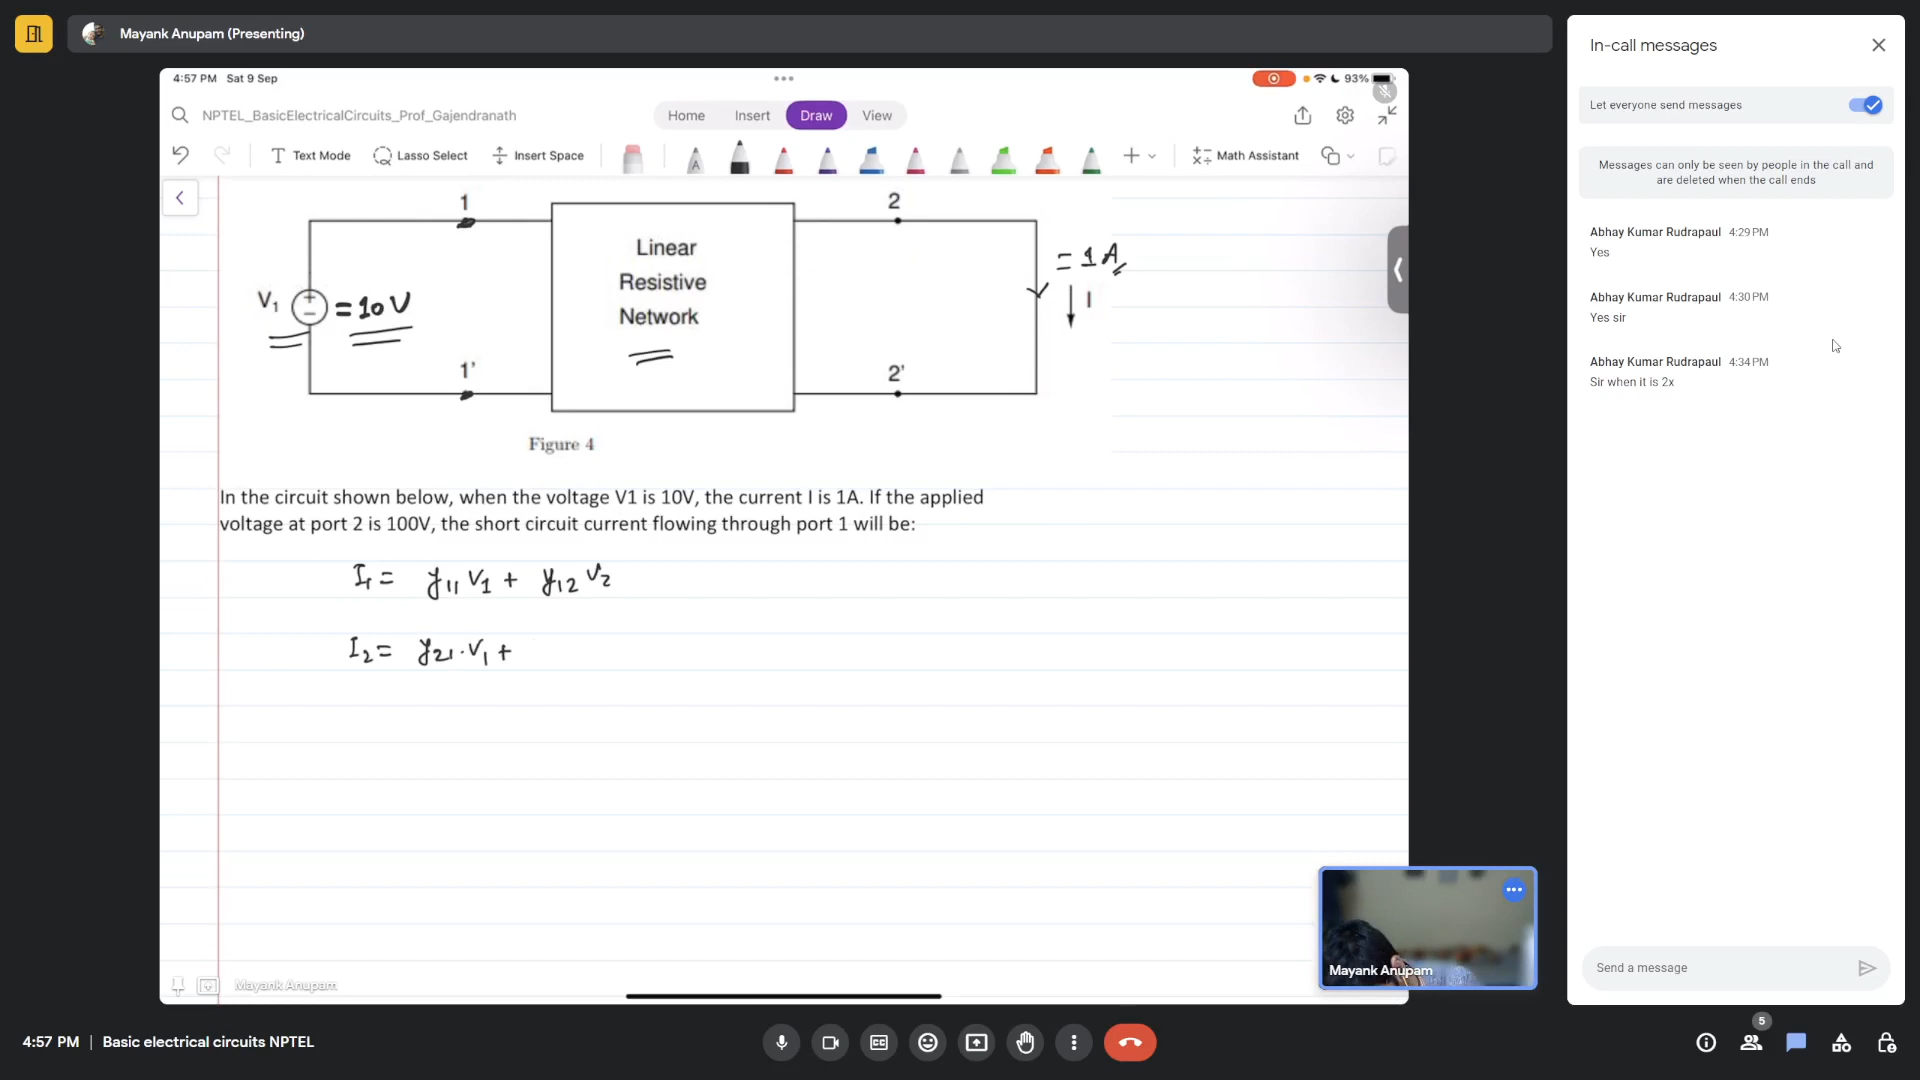 Mayank Anupam (Presenting)
4:57 PM Sat 9 Sep
93%
NPTEL_BasicElectricalCircuits_Prof_Gajendranath
Home Insert Draw View
Text Mode Lasso Select Insert Space A Math Assistant
1 2
Linear
Resistive
Network
V1 + − = 10V
= 1A
I
1' 2'
Figure 4
In the circuit shown below, when the voltage V1 is 10V, the current I is 1A. If the applied
voltage at port 2 is 100V, the short circuit current flowing through port 1 will be:
I1 = y11 V1 + y12 V2
I2 = y21 · V1 +
Mayank Anupam
Mayank Anupam
In-call messages
Let everyone send messages
Messages can only be seen by people in the call and
are deleted when the call ends
Abhay Kumar Rudrapaul 4:29 PM
Yes
Abhay Kumar Rudrapaul 4:30 PM
Yes sir
Abhay Kumar Rudrapaul 4:34 PM
Sir when it is 2x
Send a message
4:57 PM | Basic electrical circuits NPTEL
CC
5